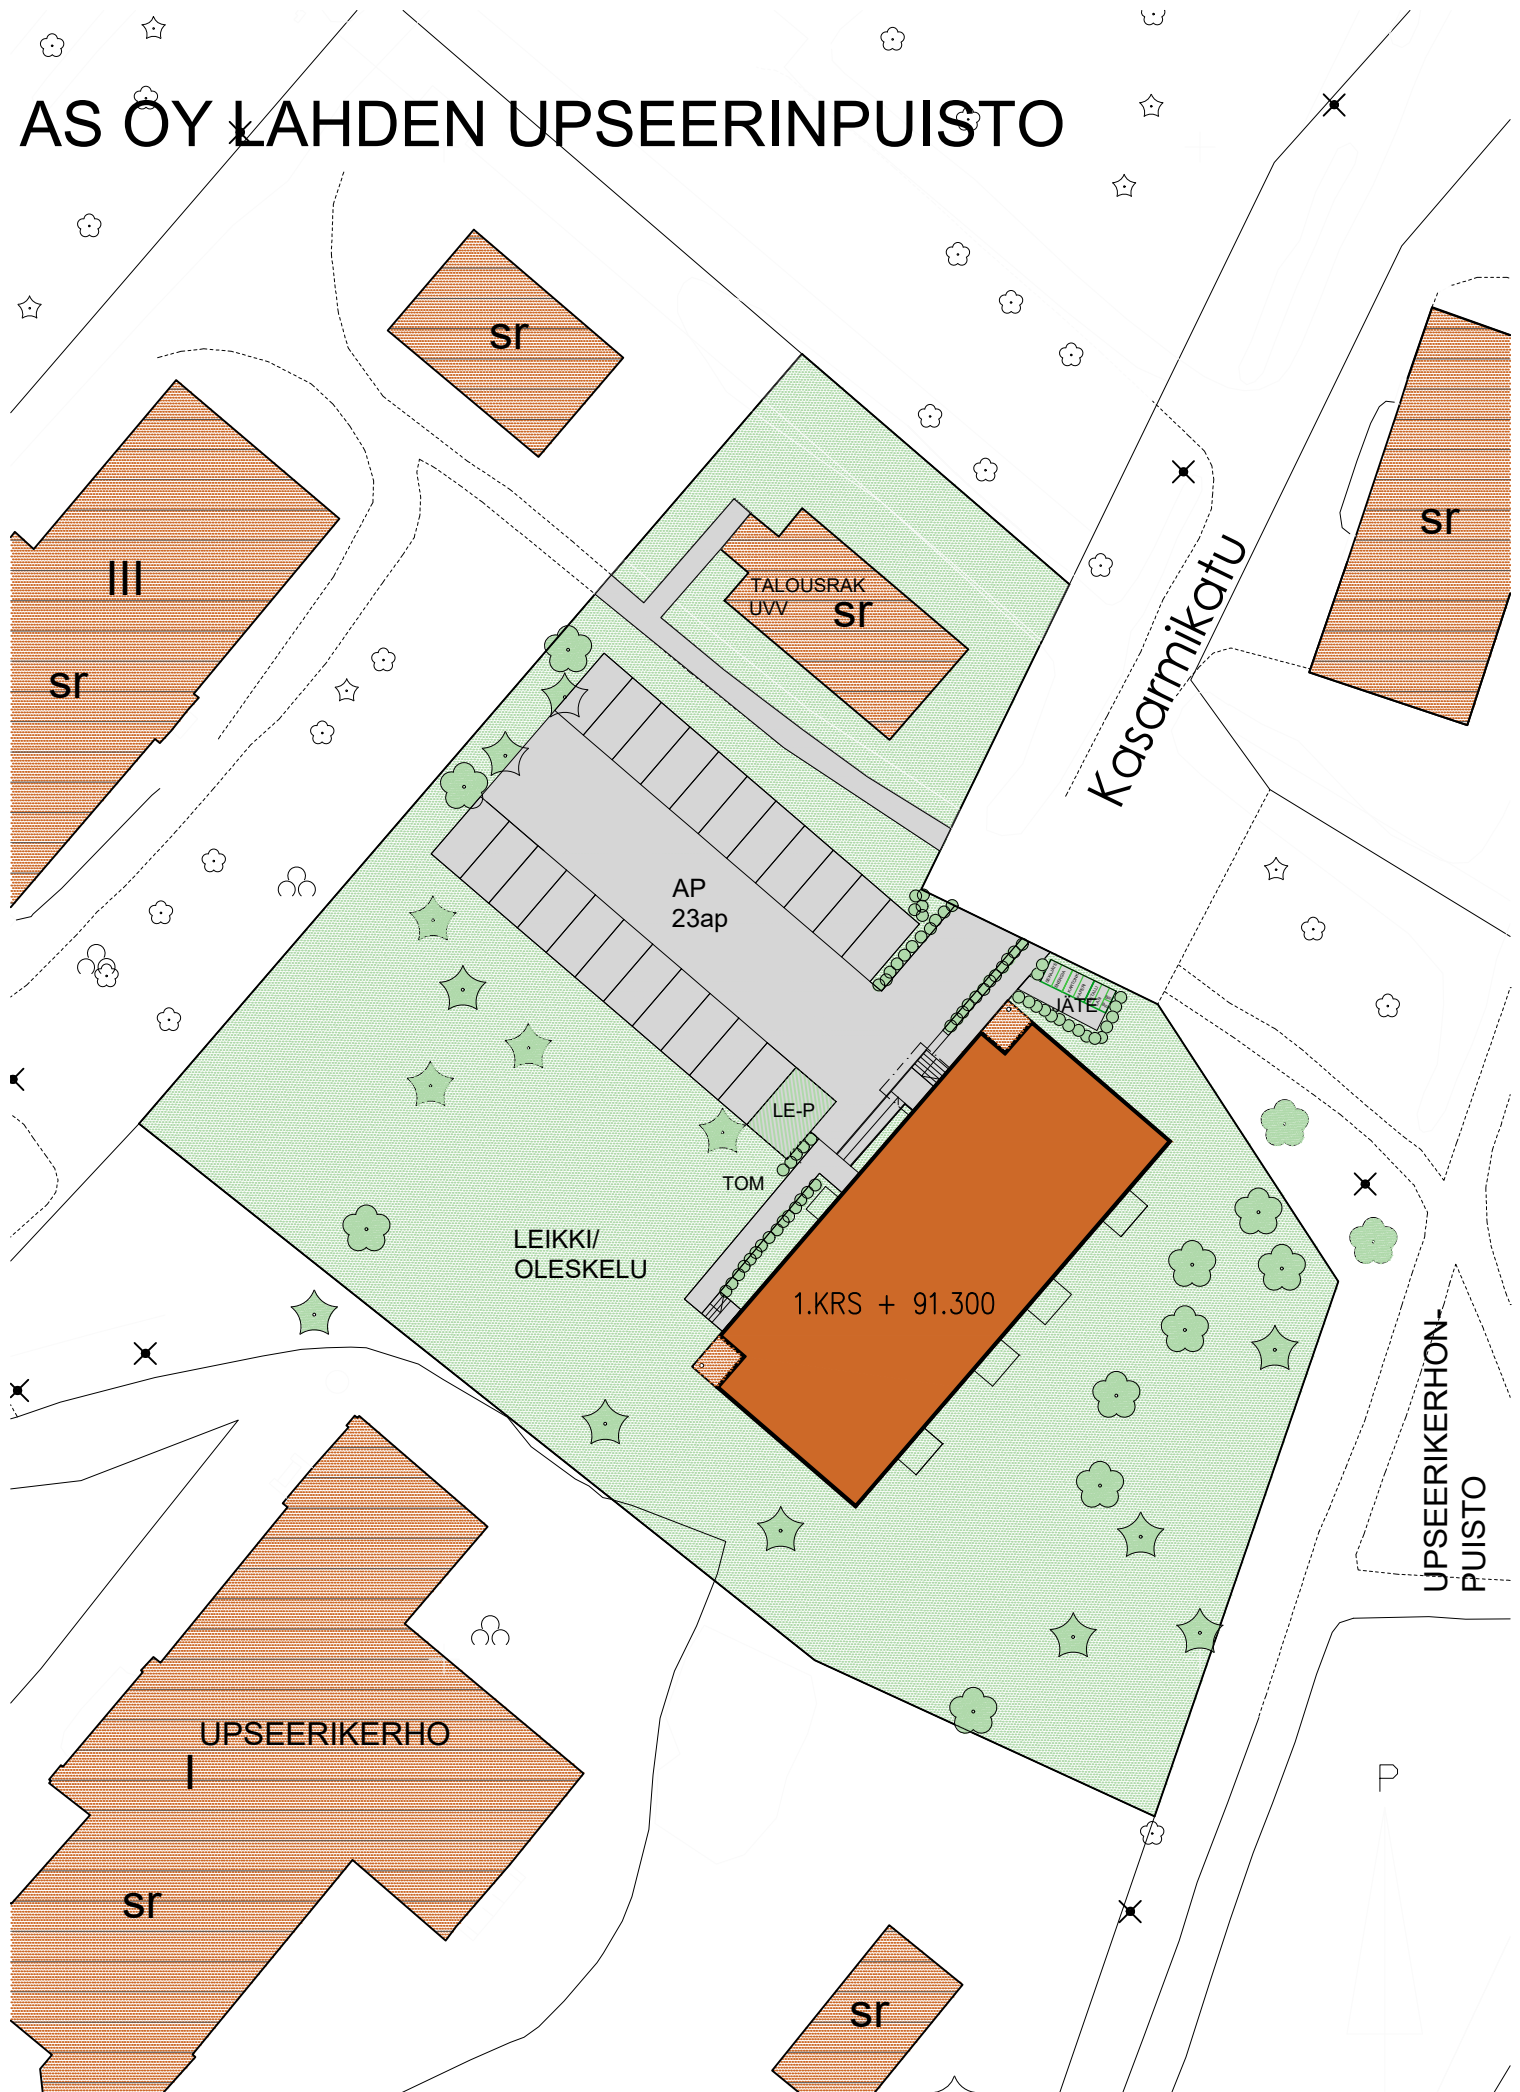 AS OY LAHDEN UPSEERINPUISTO
sr
III
sr
sr
TALOUSRAK
UVV
sr
Kasarmikatu
AP
23ap
JÄTE
LE-P
TOM
LEIKKI/
OLESKELU
1.KRS + 91.300
UPSEERIKERHON-
PUISTO
UPSEERIKERHO
I
sr
P
sr